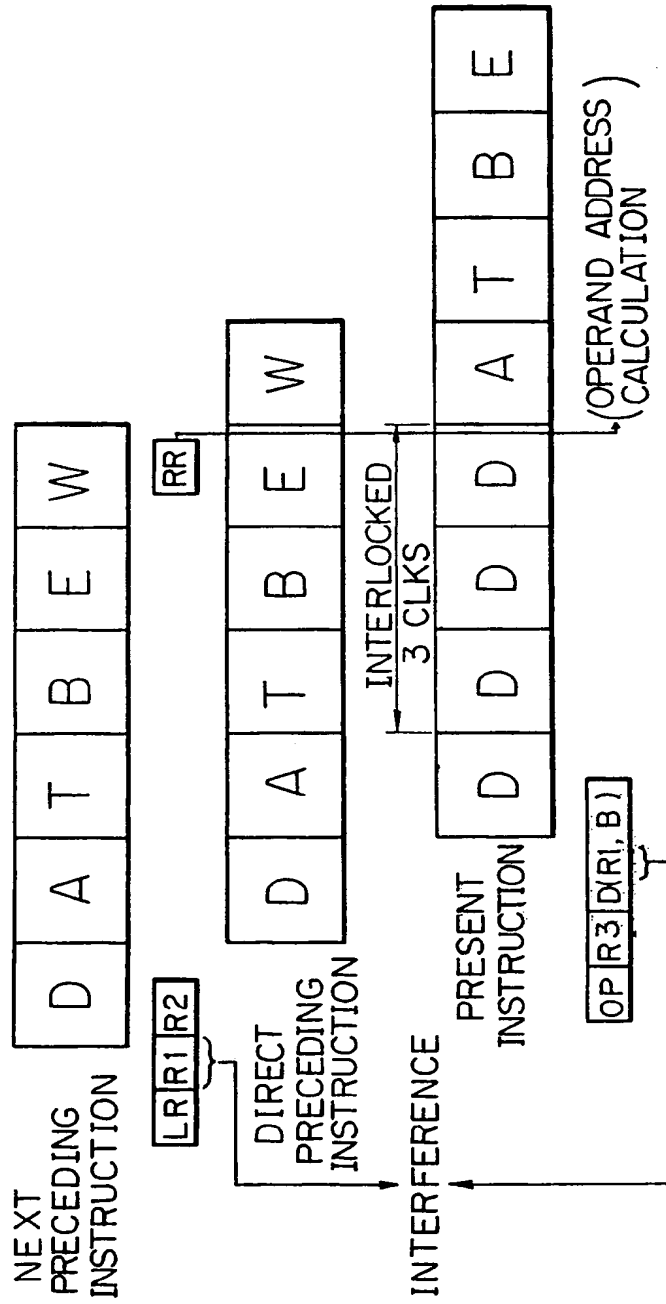 NEXT
PRECEDING
INSTRUCTION
D A T B E W
LR R1 R2
RR
DIRECT
PRECEDING
INSTRUCTION
D A T B E W
INTERFERENCE
INTERLOCKED
3 CLKS
PRESENT
INSTRUCTION
D D D D A T B E
OP R3 D(R1, B)
(OPERAND ADDRESS)
(CALCULATION